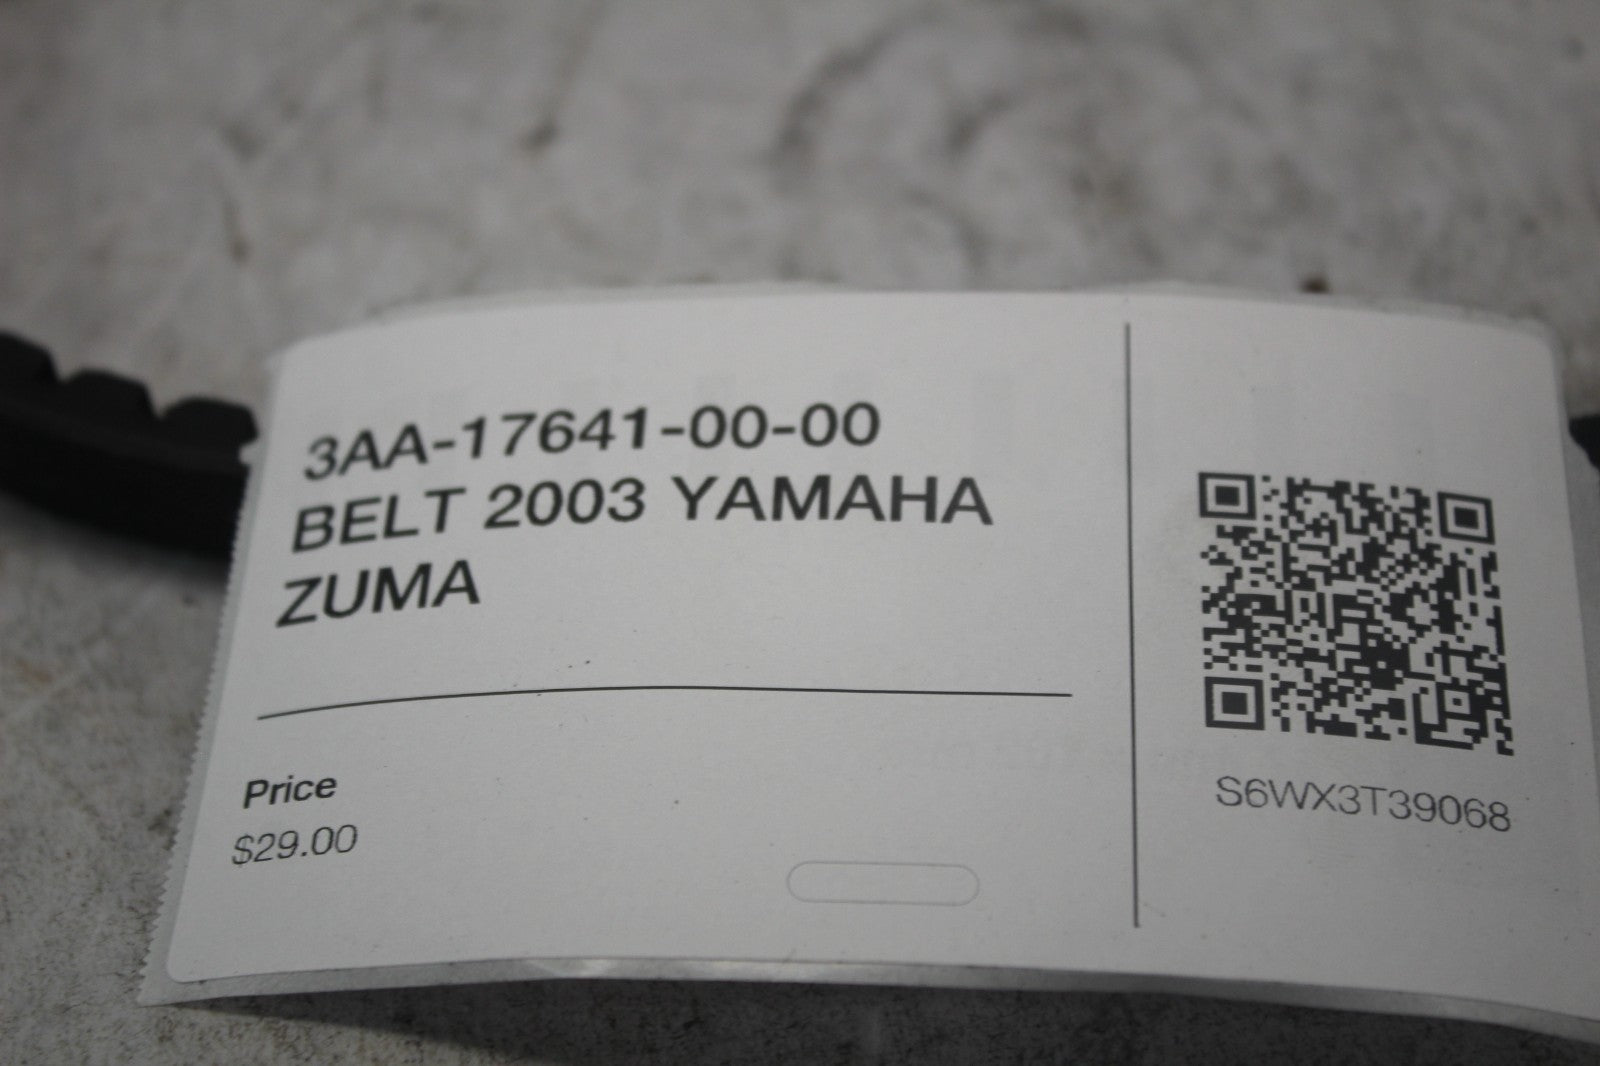 3AA-17641-00-00
BELT 2003 YAMAHA
ZUMA
Price
$29.00
S6WX3T39068